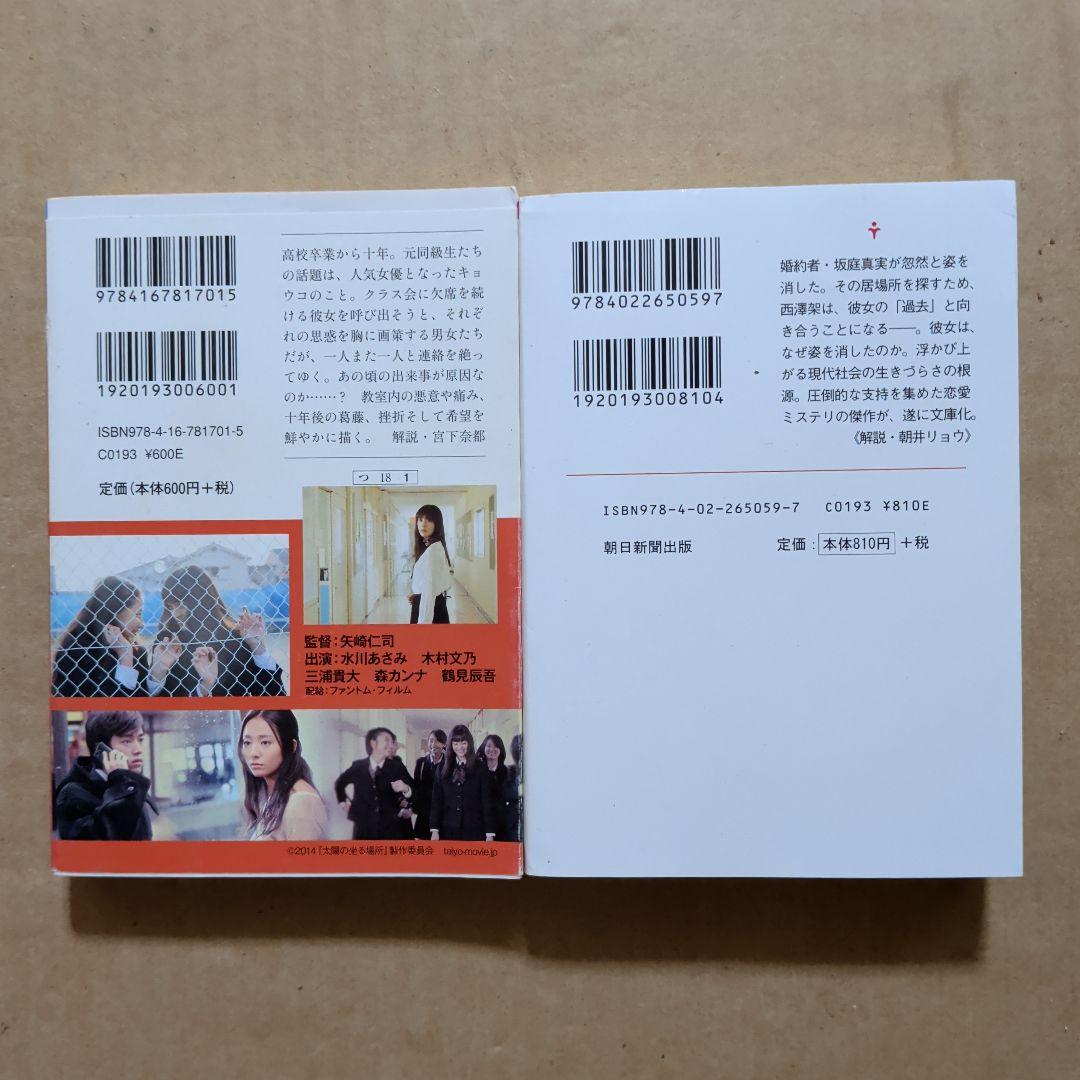 9784167817015
1920193006001
ISBN978-4-16-781701-5
C0193 ¥600E
定価(本体600円+税)
高校卒業から十年。元同級生たち
の話題は、人気女優となったキョ
ウコのこと。クラス会に欠席を続
ける彼女を呼び出そうと、それぞ
れの思惑を胸に画策する男女たち
だが、一人また一人と連絡を絶っ
てゆく。あの頃の出来事が原因な
のか……? 教室内の悪意や痛み、
十年後の葛藤、挫折そして希望を
鮮やかに描く。 解説・宮下奈都
つ 18 1
監督:矢崎仁司
出演:水川あさみ 木村文乃
三浦貴大 森カンナ 鶴見辰吾
配給:ファントム・フィルム
©2014『太陽の坐る場所』製作委員会 taiyo-movie.jp
9784022650597
1920193008104
婚約者・坂庭真実が忽然と姿を
消した。その居場所を探すため、
西澤架は、彼女の「過去」と向
き合うことになる──。彼女は、
なぜ姿を消したのか。浮かび上
がる現代社会の生きづらさの根
源。圧倒的な支持を集めた恋愛
ミステリの傑作が、遂に文庫化。
《解説・朝井リョウ》
ISBN978-4-02-265059-7 C0193 ¥810E
朝日新聞出版 定価:本体810円+税